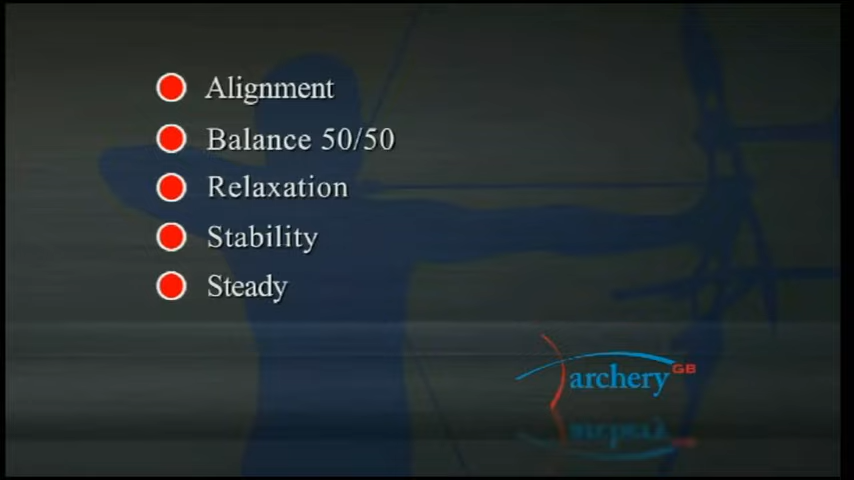 Alignment
Balance 50/50
Relaxation
Stability
Steady
archery GB